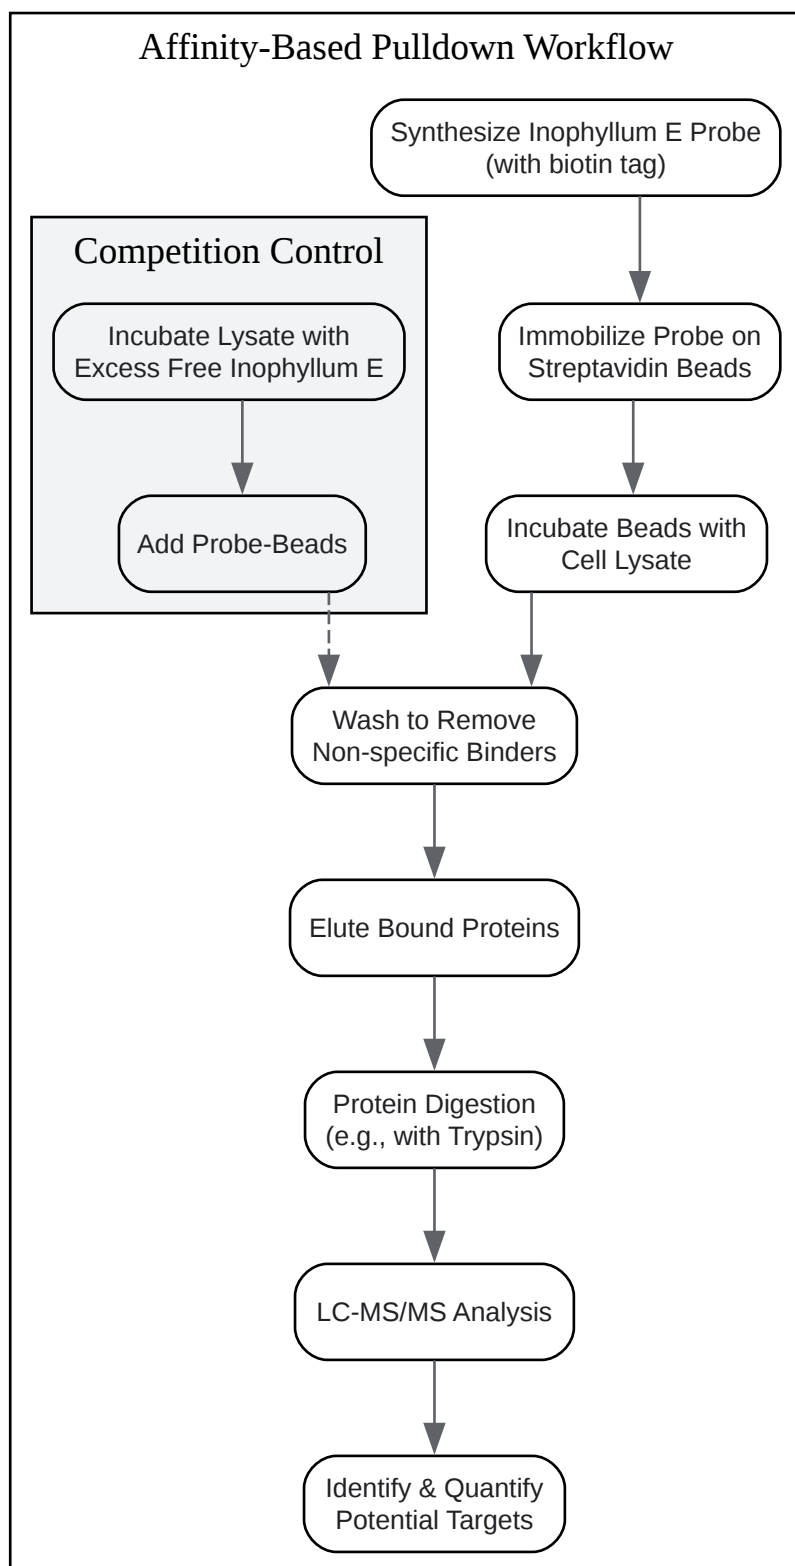 Affinity-Based Pulldown Workflow
Synthesize Inophyllum E Probe
(with biotin tag)
Competition Control
Incubate Lysate with
Excess Free Inophyllum E
Immobilize Probe on
Streptavidin Beads
Add Probe-Beads
Incubate Beads with
Cell Lysate
Wash to Remove
Non-specific Binders
Elute Bound Proteins
Protein Digestion
(e.g., with Trypsin)
LC-MS/MS Analysis
Identify & Quantify
Potential Targets